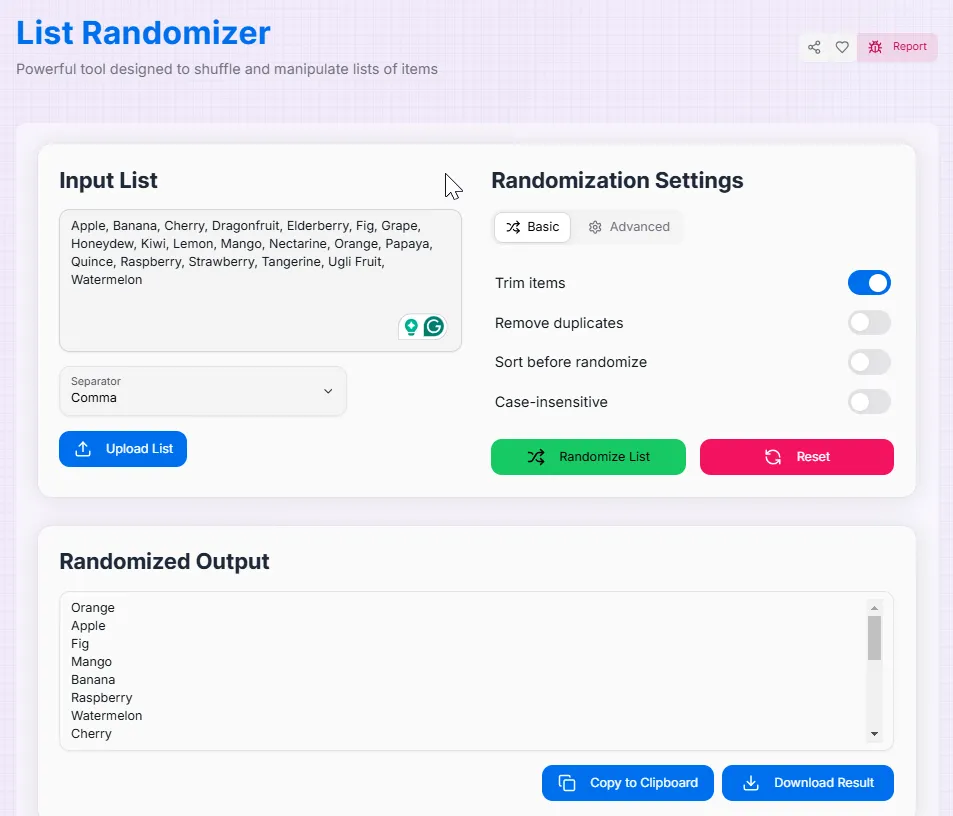 List Randomizer
Powerful tool designed to shuffle and manipulate lists of items
Report
Input List
Apple, Banana, Cherry, Dragonfruit, Elderberry, Fig, Grape,
Honeydew, Kiwi, Lemon, Mango, Nectarine, Orange, Papaya,
Quince, Raspberry, Strawberry, Tangerine, Ugli Fruit,
Watermelon
Separator
Comma
Upload List
Randomization Settings
Basic
Advanced
Trim items
Remove duplicates
Sort before randomize
Case-insensitive
Randomize List
Reset
Randomized Output
Orange
Apple
Fig
Mango
Banana
Raspberry
Watermelon
Cherry
Copy to Clipboard
Download Result